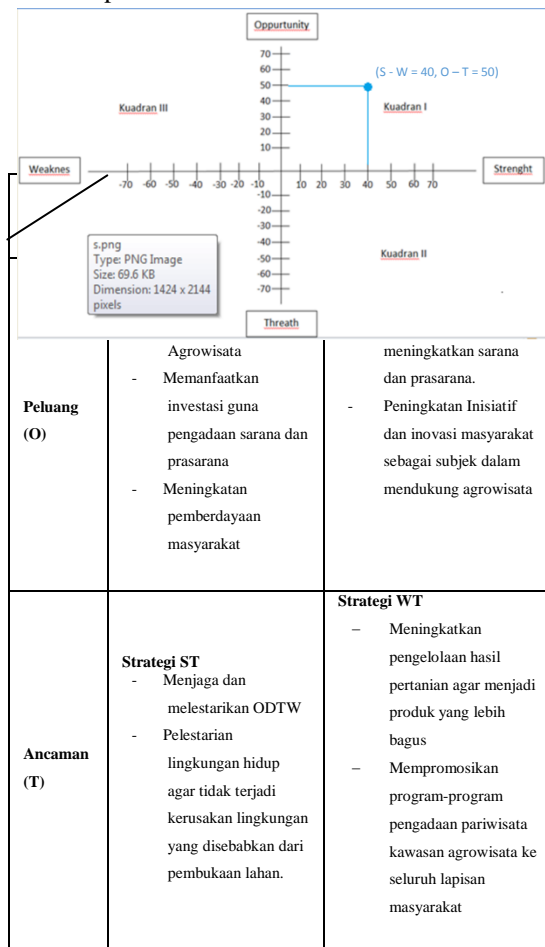 Oppurtunity
70
60
50
(S - W = 40, O – T = 50)
40
Kuadran III
Kuadran I
30
20
10
Weaknes
Strenght
-70 -60 -50 -40 -30 -20 -10
10 20 30 40 50 60 70
-10
-20
-30
-40
-50
-60
-70
s.png
Type: PNG Image
Size: 69.6 KB
Dimension: 1424 x 2144
pixels
Kuadran II
Threath
Peluang
(O)
Agrowisata
- Memanfaatkan
investasi guna
pengadaan sarana dan
prasarana
- Meningkatan
pemberdayaan
masyarakat
meningkatkan sarana
dan prasarana.
- Peningkatan Inisiatif
dan inovasi masyarakat
sebagai subjek dalam
mendukung agrowisata
Ancaman
(T)
Strategi ST
- Menjaga dan
melestarikan ODTW
- Pelestarian
lingkungan hidup
agar tidak terjadi
kerusakan lingkungan
yang disebabkan dari
pembukaan lahan.
Strategi WT
– Meningkatkan
pengelolaan hasil
pertanian agar menjadi
produk yang lebih
bagus
– Mempromosikan
program-program
pengadaan pariwisata
kawasan agrowisata ke
seluruh lapisan
masyarakat